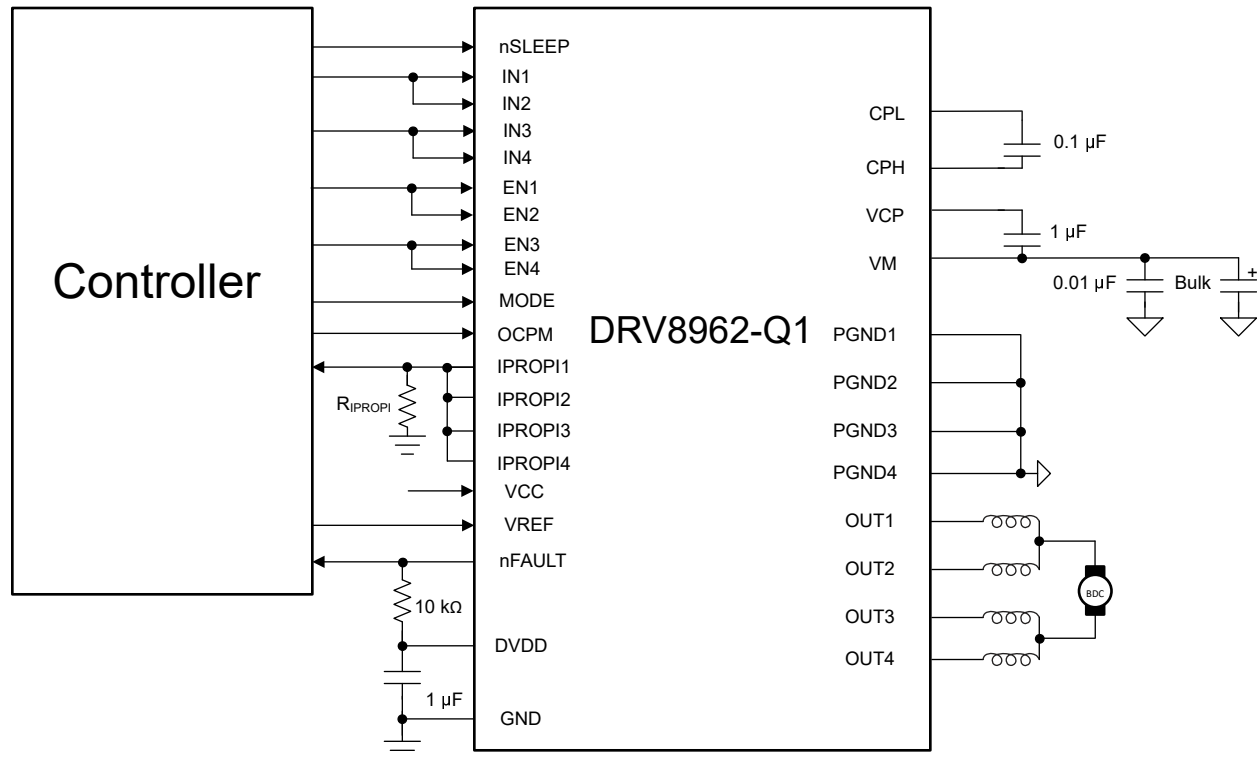 Controller
DRV8962-Q1
nSLEEP
IN1
IN2
IN3
IN4
EN1
EN2
EN3
EN4
MODE
OCPM
IPROPI1
IPROPI2
IPROPI3
IPROPI4
VCC
VREF
nFAULT
DVDD
GND
RIPROPI
10 kΩ
1 µF
CPL
CPH
VCP
VM
PGND1
PGND2
PGND3
PGND4
OUT1
OUT2
OUT3
OUT4
0.1 µF
1 µF
0.01 µF
Bulk
+
BDC